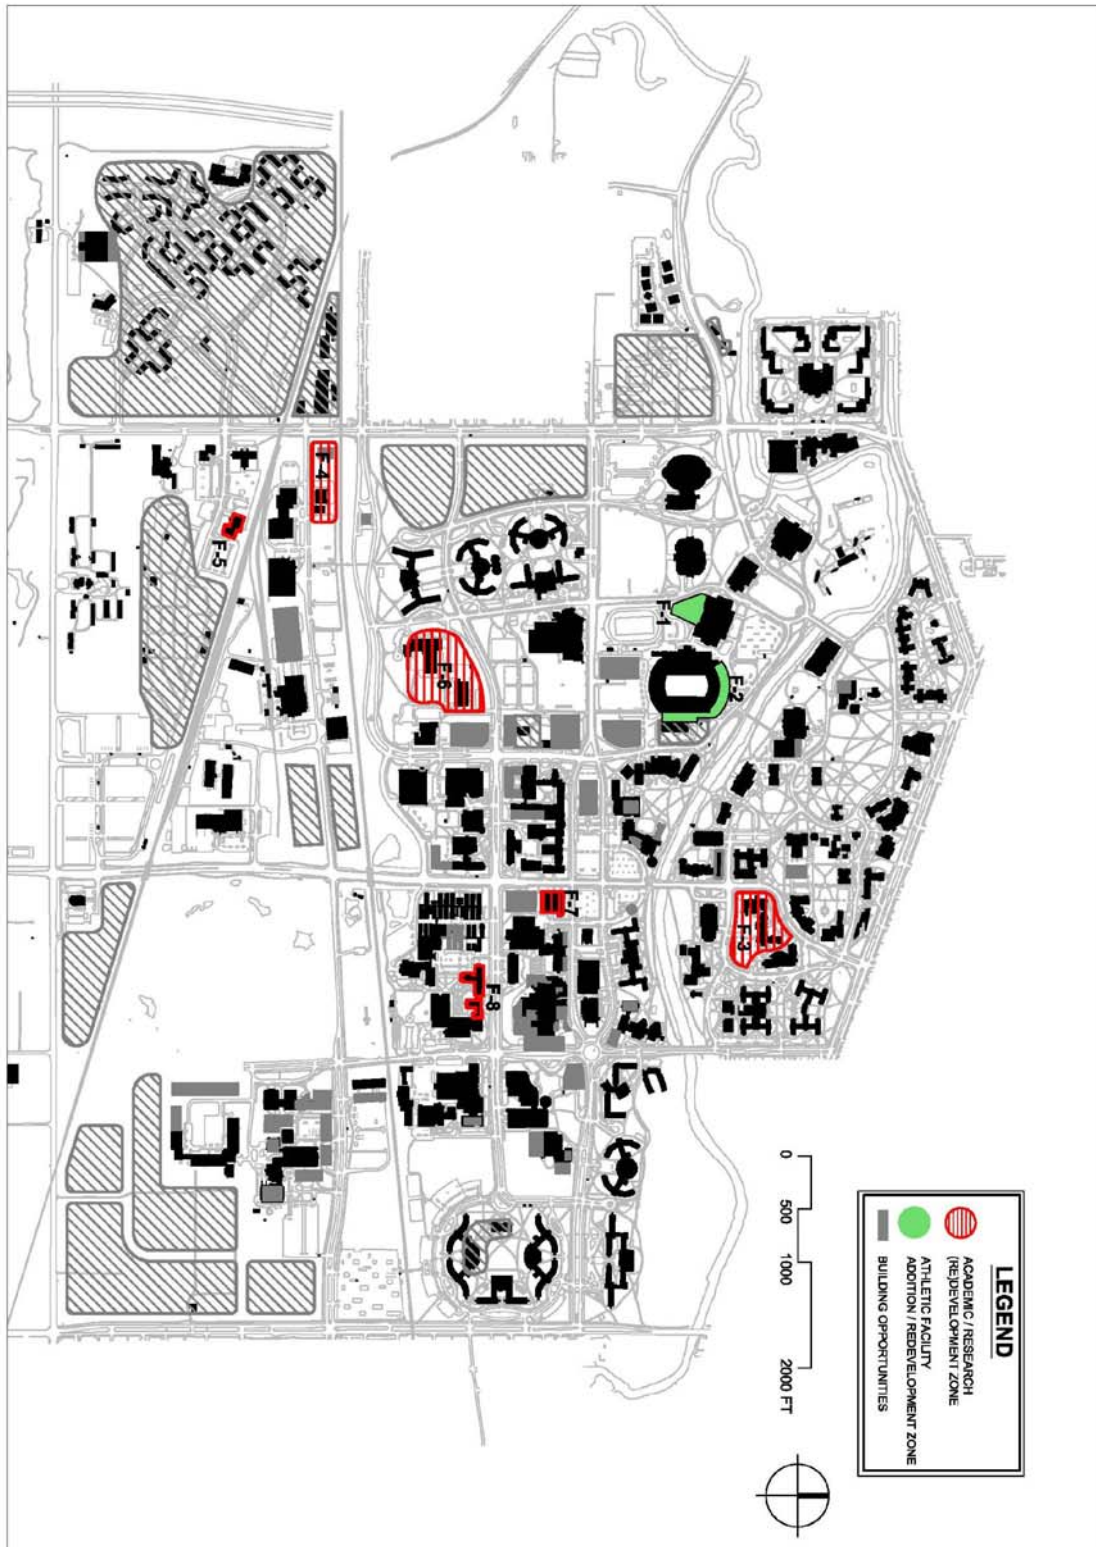 LEGEND
ACADEMIC / RESEARCH
(RE)DEVELOPMENT ZONE
ATHLETIC FACILITY
ADDITION / REDEVELOPMENT ZONE
BUILDING OPPORTUNITIES
0 500 1000 2000 FT
F-1
F-2
F-3
F-4
F-5
F-6
F-7
F-8